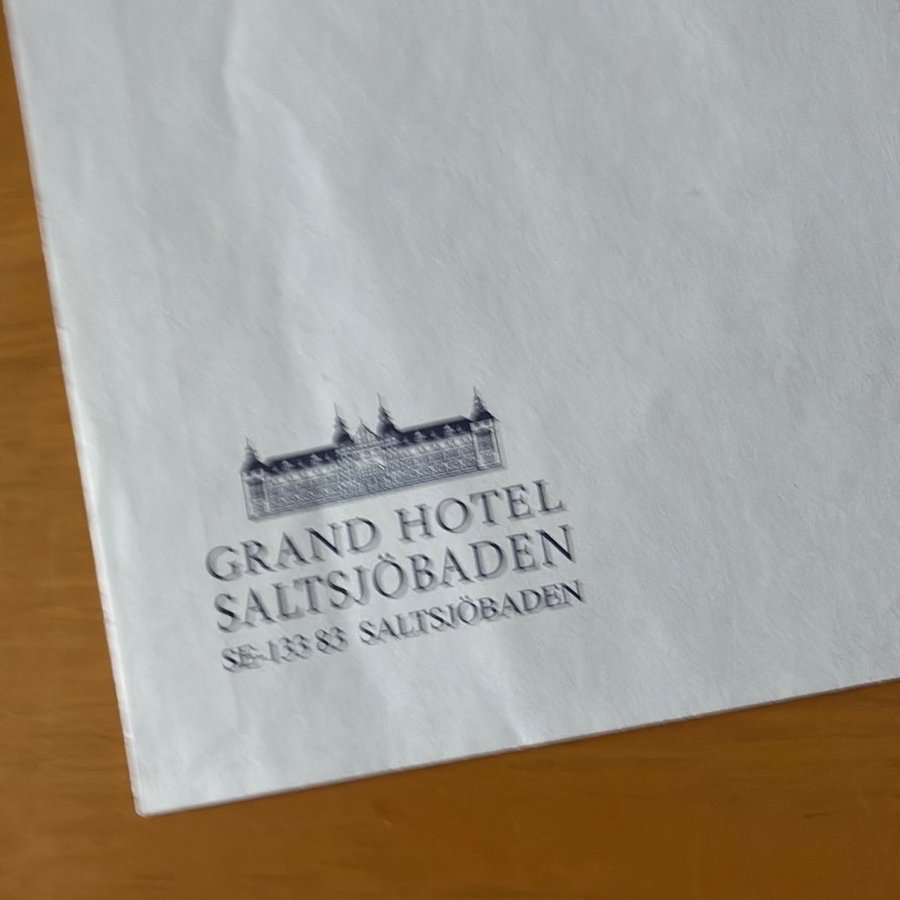 GRAND HOTEL
SALTSJÖBADEN
SE-133 83 SALTSJÖBADEN